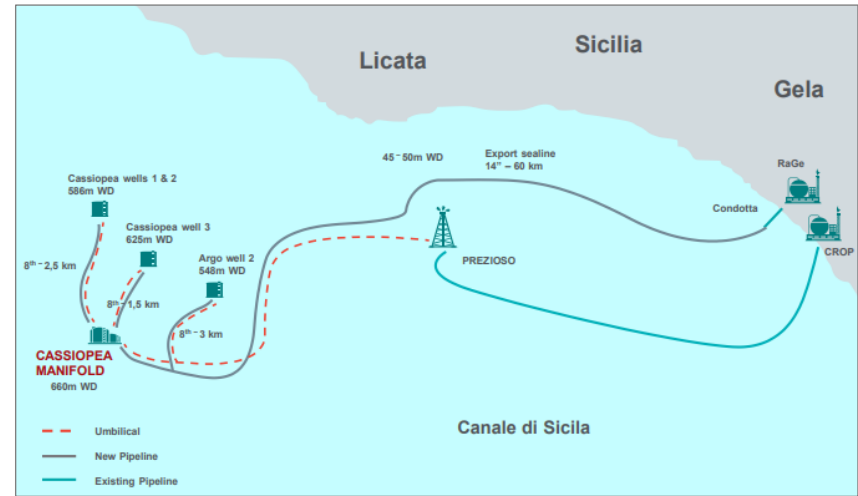 Sicilia
Licata
Gela
45-50m WD
Export sealine
14” – 60 km
RaGe
Condotta
CROP
Cassiopea wells 1 & 2
586m WD
Cassiopea well 3
625m WD
Argo well 2
548m WD
PREZIOSO
8th – 2,5 km
8th – 1,5 km
8th – 3 km
CASSIOPEA
MANIFOLD
660m WD
Canale di Sicila
Umbilical
New Pipeline
Existing Pipeline